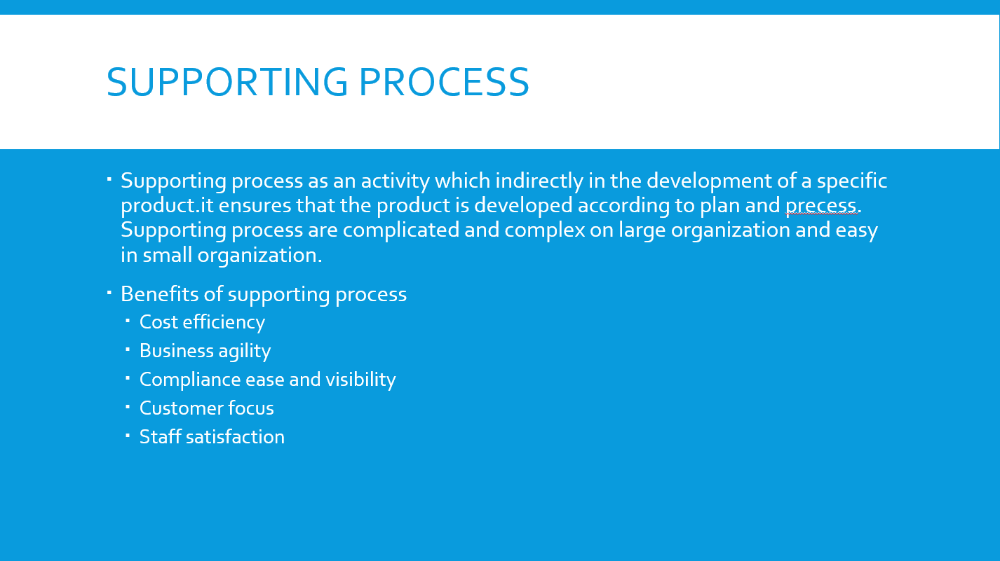 SUPPORTING PROCESS
▪ Supporting process as an activity which indirectly in the development of a specific
product.it ensures that the product is developed according to plan and precess.
Supporting process are complicated and complex on large organization and easy
in small organization.
▪ Benefits of supporting process
▪ Cost efficiency
▪ Business agility
▪ Compliance ease and visibility
▪ Customer focus
▪ Staff satisfaction